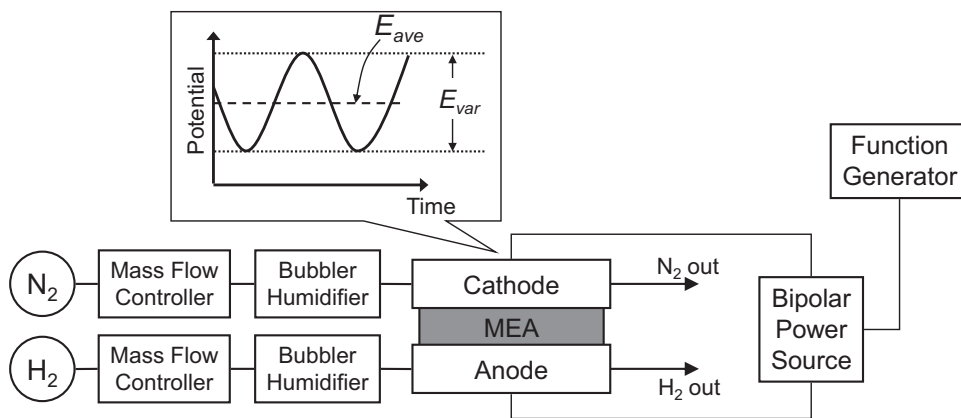 E_ave
Potential
E_var
Time
Function
Generator
N₂
Mass Flow
Controller
Bubbler
Humidifier
Cathode
N₂ out
MEA
Bipolar
Power
Source
H₂
Mass Flow
Controller
Bubbler
Humidifier
Anode
H₂ out